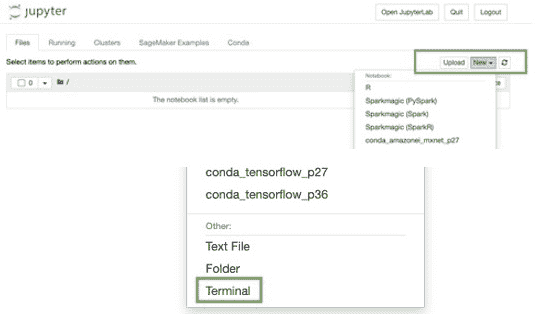 jupyter
Open JupyterLab Quit Logout
Files Running Clusters SageMaker Examples Conda
Select items to perform actions on them.
Upload New
0 /
The notebook list is empty.
Notebook:
R
Sparkmagic (PySpark)
Sparkmagic (Spark)
Sparkmagic (SparkR)
conda_amazonei_mxnet_p27
conda_tensorflow_p27
conda_tensorflow_p36
Other:
Text File
Folder
Terminal